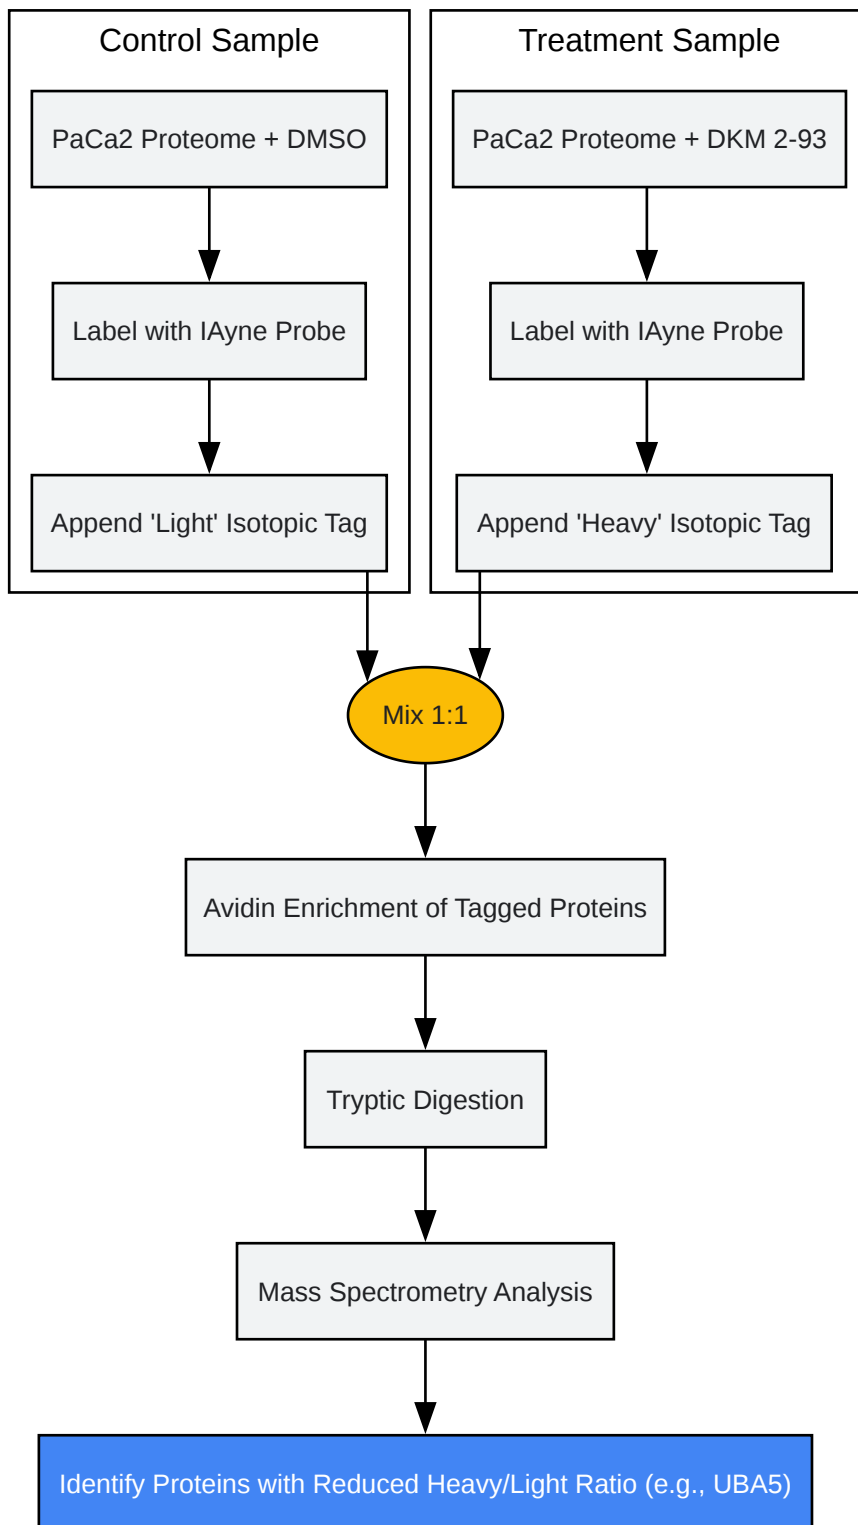 Control Sample
PaCa2 Proteome + DMSO
Label with IAyne Probe
Append 'Light' Isotopic Tag
Treatment Sample
PaCa2 Proteome + DKM 2-93
Label with IAyne Probe
Append 'Heavy' Isotopic Tag
Mix 1:1
Avidin Enrichment of Tagged Proteins
Tryptic Digestion
Mass Spectrometry Analysis
Identify Proteins with Reduced Heavy/Light Ratio (e.g., UBA5)